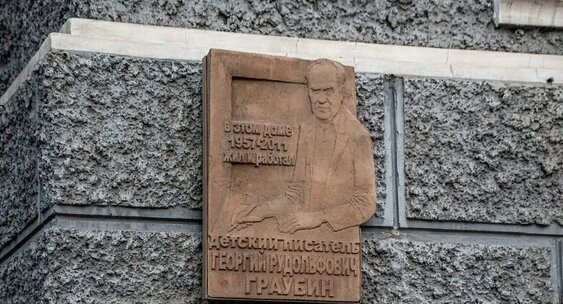 в этом доме
1957-2011
жил и работал
детский писатель
ГЕОРГИЙ РУДОЛЬФОВИЧ
ГРАУБИН